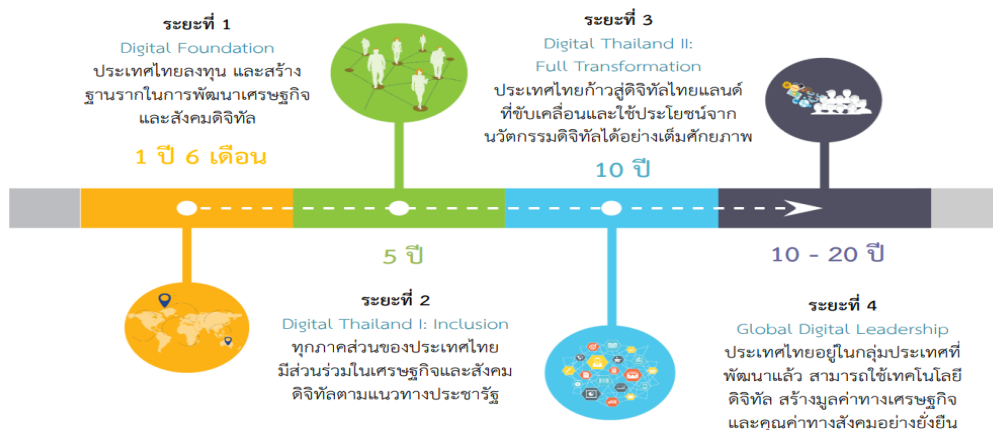 ระยะที่ 1
Digital Foundation
ประเทศไทยลงทุน และสร้าง
ฐานรากในการพัฒนาเศรษฐกิจ
และสังคมดิจิทัล
1 ปี 6 เดือน
ระยะที่ 2
Digital Thailand I: Inclusion
ทุกภาคส่วนของประเทศไทย
มีส่วนร่วมในเศรษฐกิจและสังคม
ดิจิทัลตามแนวทางประชารัฐ
5 ปี
ระยะที่ 3
Digital Thailand II:
Full Transformation
ประเทศไทยก้าวสู่ดิจิทัลไทยแลนด์
ที่ขับเคลื่อนและใช้ประโยชน์จาก
นวัตกรรมดิจิทัลได้อย่างเต็มศักยภาพ
10 ปี
10 - 20 ปี
ระยะที่ 4
Global Digital Leadership
ประเทศไทยอยู่ในกลุ่มประเทศที่
พัฒนาแล้ว สามารถใช้เทคโนโลยี
ดิจิทัล สร้างมูลค่าทางเศรษฐกิจ
และคุณค่าทางสังคมอย่างยั่งยืน